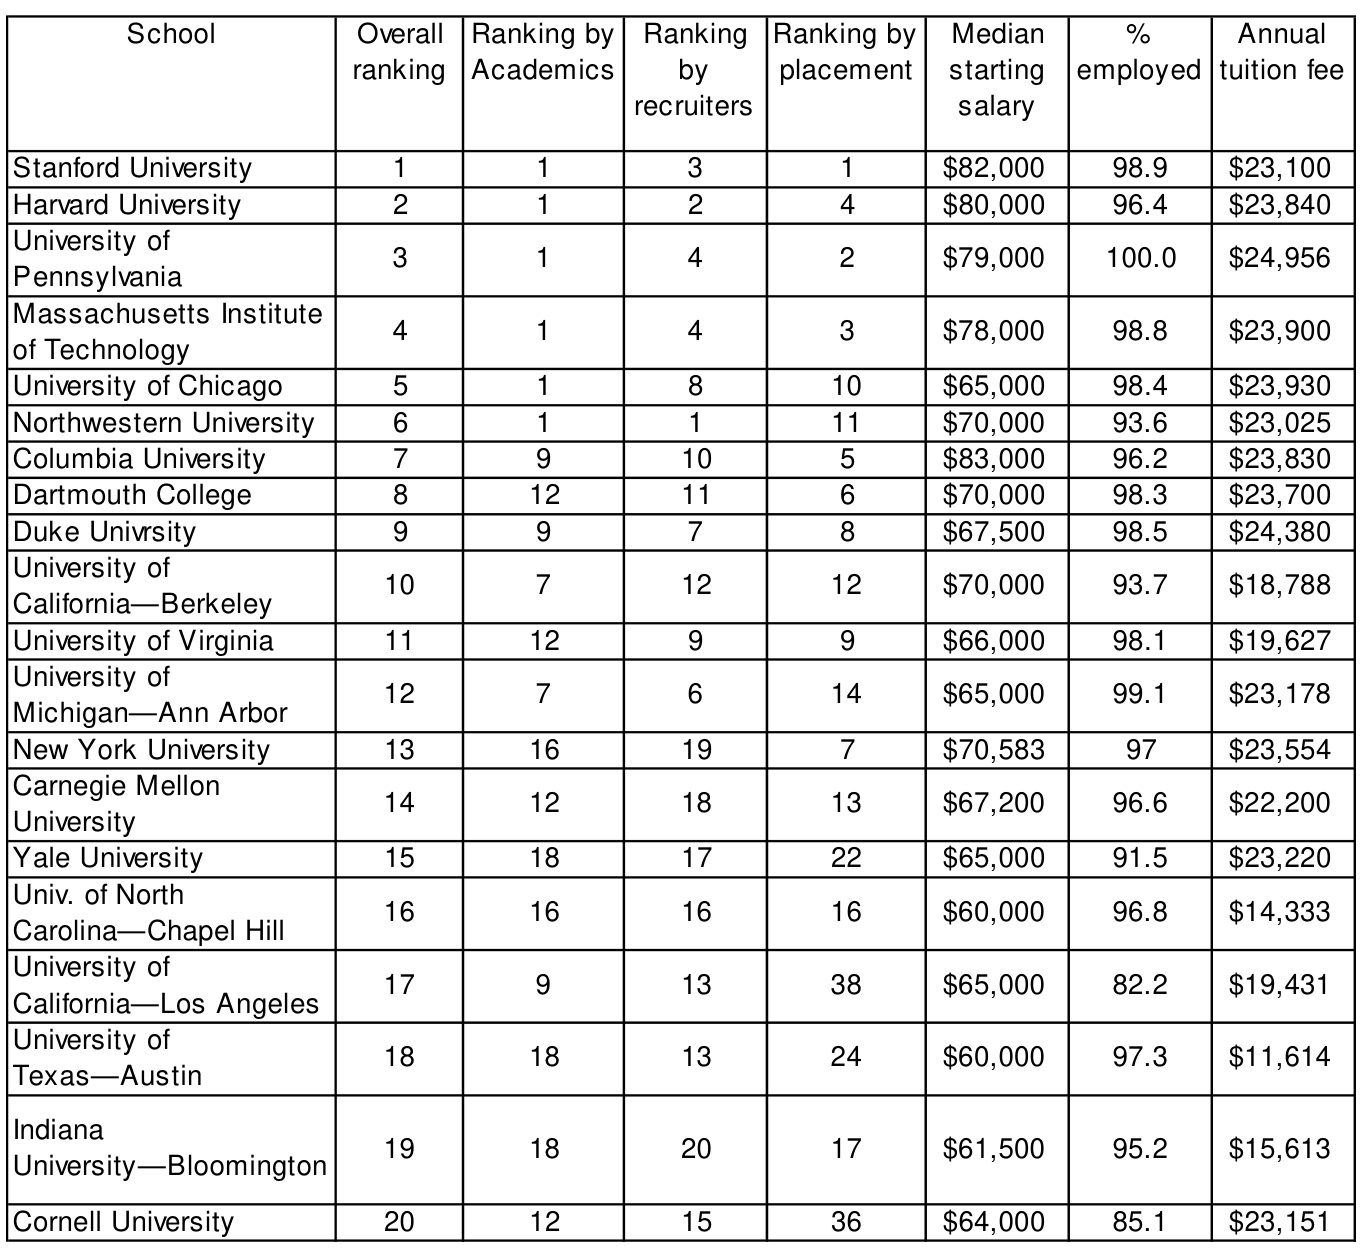 School Overall ranking Ranking by Academics Ranking by recruiters Ranking by placement Median starting salary % employed Annual tuition fee
Stanford University 1 1 3 1 $82,000 98.9 $23,100
Harvard University 2 1 2 4 $80,000 96.4 $23,840
University of Pennsylvania 3 1 4 2 $79,000 100.0 $24,956
Massachusetts Institute of Technology 4 1 4 3 $78,000 98.8 $23,900
University of Chicago 5 1 8 10 $65,000 98.4 $23,930
Northwestern University 6 1 1 11 $70,000 93.6 $23,025
Columbia University 7 9 10 5 $83,000 96.2 $23,830
Dartmouth College 8 12 11 6 $70,000 98.3 $23,700
Duke Univrsity 9 9 7 8 $67,500 98.5 $24,380
University of California—Berkeley 10 7 12 12 $70,000 93.7 $18,788
University of Virginia 11 12 9 9 $66,000 98.1 $19,627
University of Michigan—Ann Arbor 12 7 6 14 $65,000 99.1 $23,178
New York University 13 16 19 7 $70,583 97 $23,554
Carnegie Mellon University 14 12 18 13 $67,200 96.6 $22,200
Yale University 15 18 17 22 $65,000 91.5 $23,220
Univ. of North Carolina—Chapel Hill 16 16 16 16 $60,000 96.8 $14,333
University of California—Los Angeles 17 9 13 38 $65,000 82.2 $19,431
University of Texas—Austin 18 18 13 24 $60,000 97.3 $11,614
Indiana University—Bloomington 19 18 20 17 $61,500 95.2 $15,613
Cornell University 20 12 15 36 $64,000 85.1 $23,151